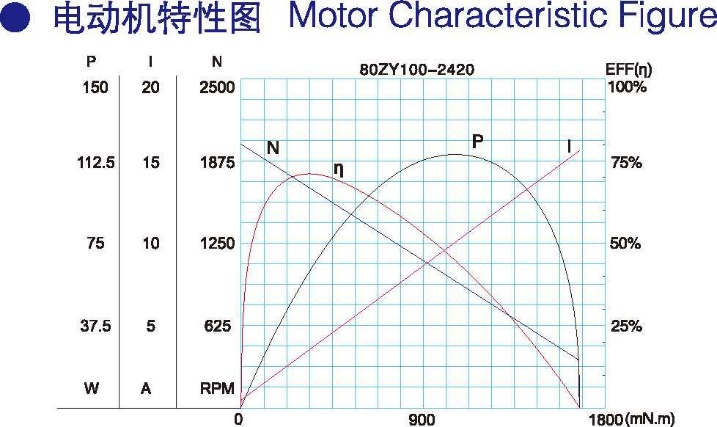 ● 电动机特性图 Motor Characteristic Figure
P I N 80ZY100-2420 EFF(η)
150 20 2500 100%
N η P I
112.5 15 1875 75%
75 10 1250 50%
37.5 5 625 25%
W A RPM
0 900 1800 (mN.m)